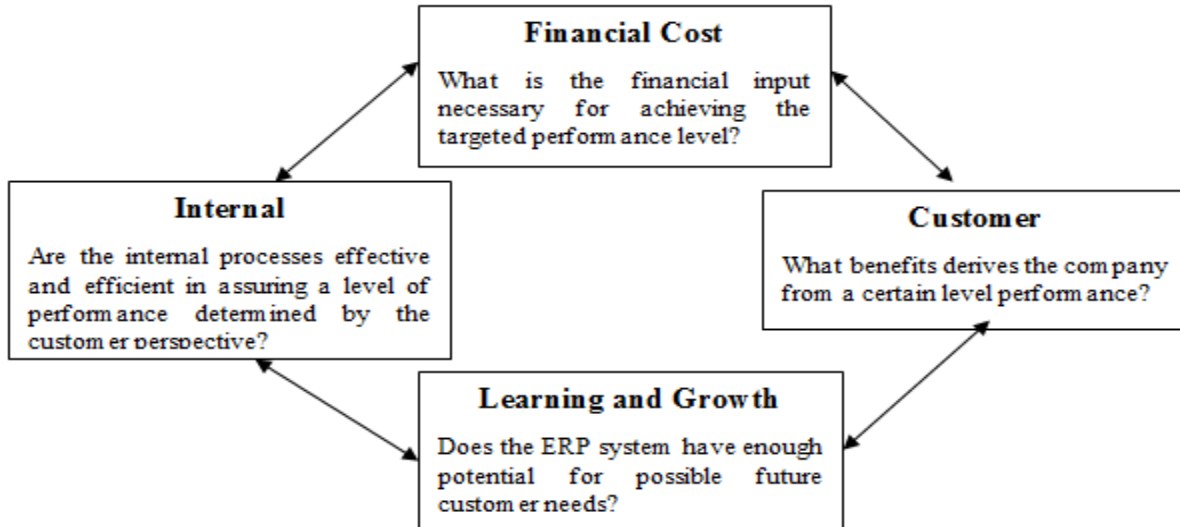 Financial Cost
What is the financial input
necessary for achieving the
targeted performance level?
Internal
Are the internal processes effective
and efficient in assuring a level of
performance determined by the
customer perspective?
Customer
What benefits derives the company
from a certain level performance?
Learning and Growth
Does the ERP system have enough
potential for possible future
customer needs?